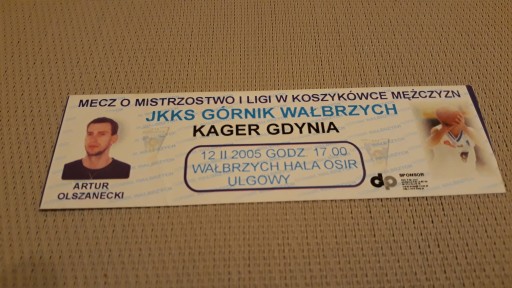 MECZ O MISTRZOSTWO I LIGI W KOSZYKÓWCE MĘŻCZYZN
JKKS GÓRNIK WAŁBRZYCH
KAGER GDYNIA
12 II 2005 GODZ. 17.00
WAŁBRZYCH HALA OSIR
ULGOWY
ARTUR
OLSZANECKI
dp
SPONSOR